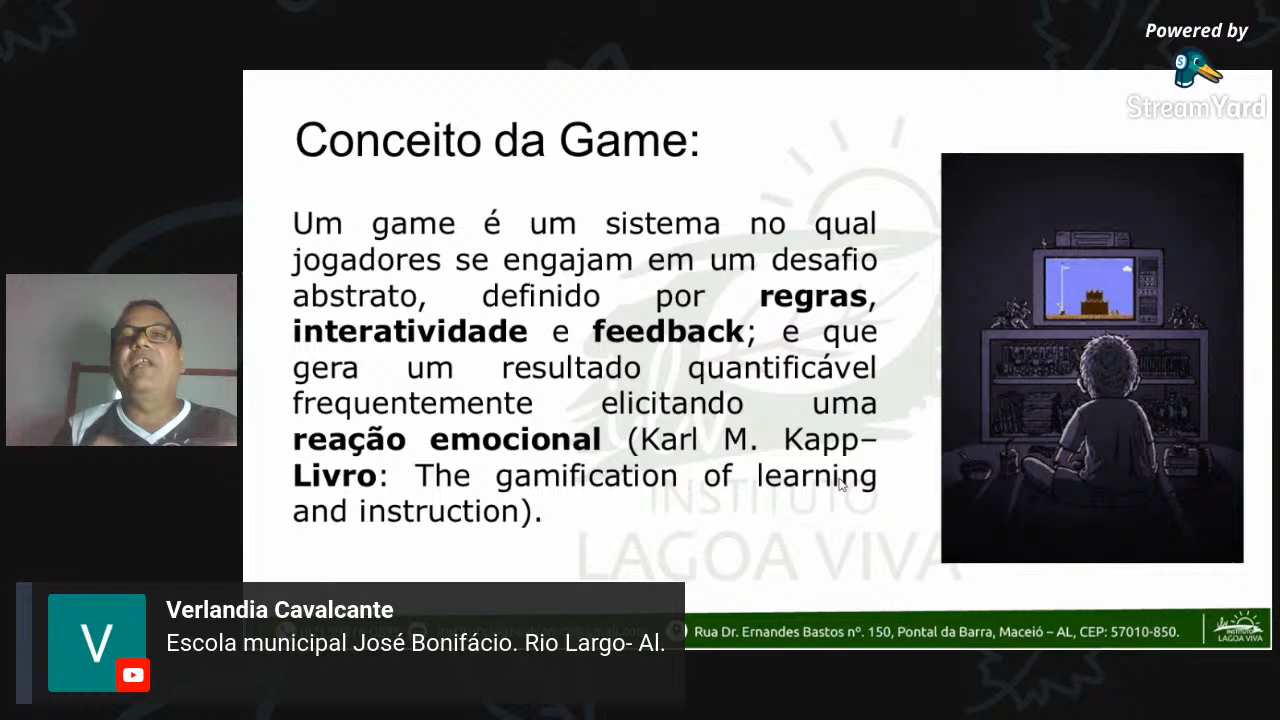 Powered by
StreamYard
Conceito da Game:
Um game é um sistema no qual
jogadores se engajam em um desafio
abstrato, definido por regras,
interatividade e feedback; e que
gera um resultado quantificável
frequentemente elicitando uma
reação emocional (Karl M. Kapp–
Livro: The gamification of learning
and instruction).
INSTITUTO
LAGOA VIVA
V
Verlandia Cavalcante
Escola municipal José Bonifácio. Rio Largo- Al.
Rua Dr. Ernandes Bastos nº. 150, Pontal da Barra, Maceió – AL, CEP: 57010-850.
INSTITUTO
LAGOA VIVA